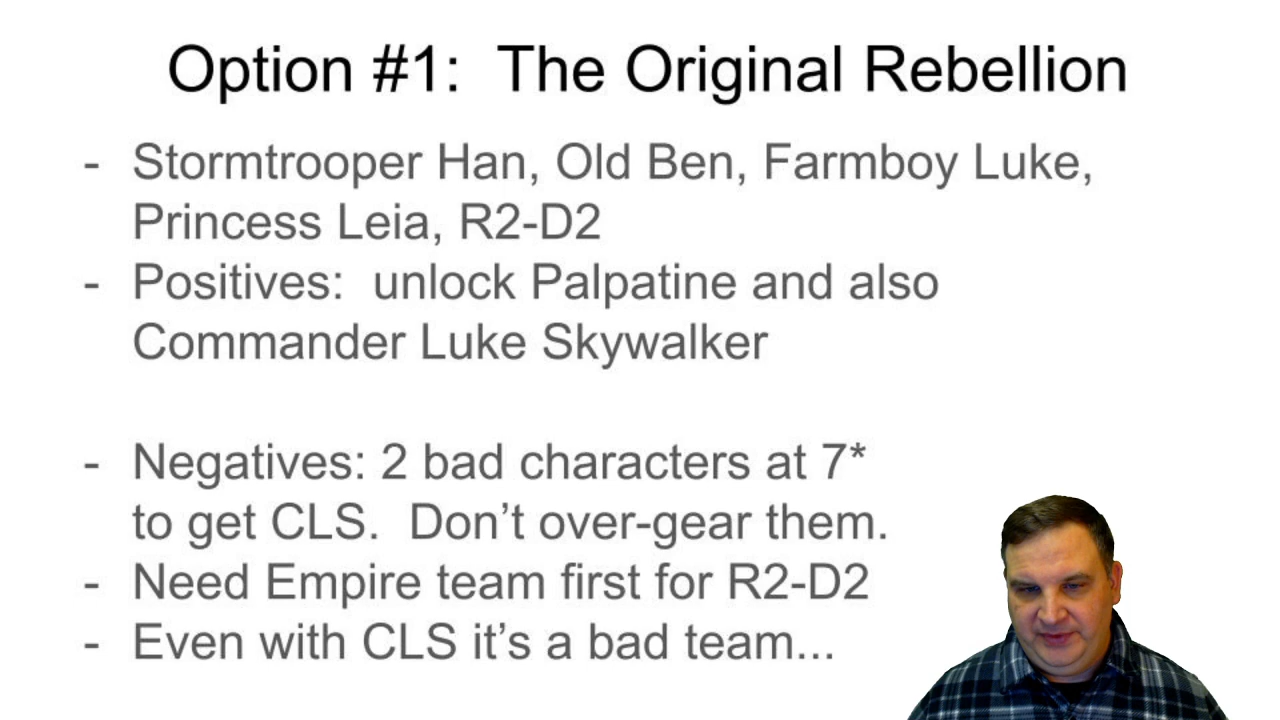 Option #1:  The Original Rebellion
- Stormtrooper Han, Old Ben, Farmboy Luke,
Princess Leia, R2-D2
- Positives:  unlock Palpatine and also
Commander Luke Skywalker
- Negatives: 2 bad characters at 7*
to get CLS.  Don’t over-gear them.
- Need Empire team first for R2-D2
- Even with CLS it’s a bad team...